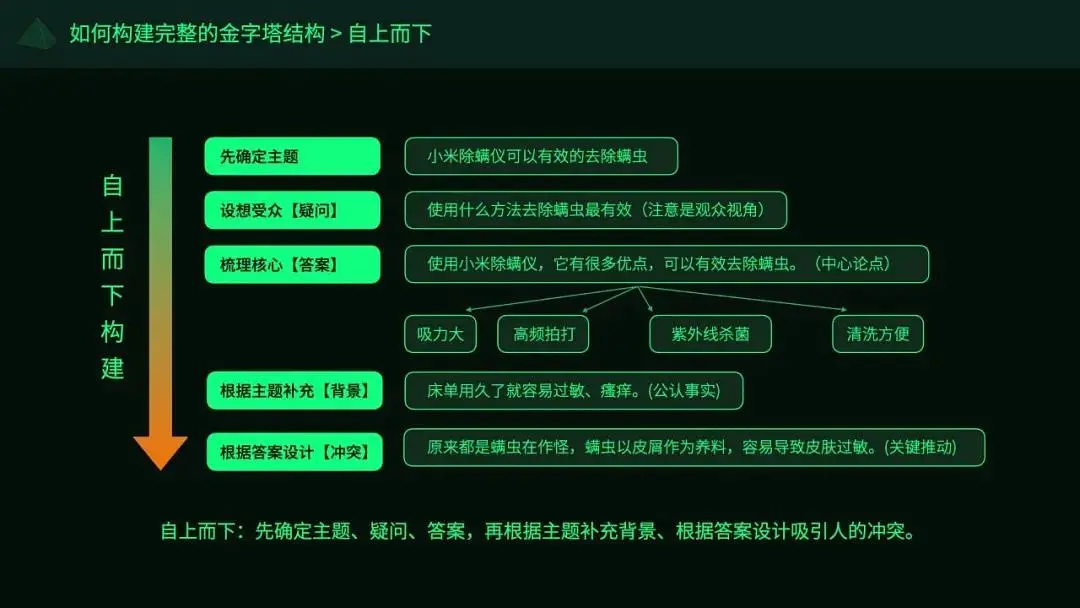 如何构建完整的金字塔结构 > 自上而下
自上而下构建
先确定主题
小米除螨仪可以有效的去除螨虫
设想受众【疑问】
使用什么方法去除螨虫最有效（注意是观众视角）
梳理核心【答案】
使用小米除螨仪，它有很多优点，可以有效去除螨虫。（中心论点）
吸力大
高频拍打
紫外线杀菌
清洗方便
根据主题补充【背景】
床单用久了就容易过敏、瘙痒。(公认事实)
根据答案设计【冲突】
原来都是螨虫在作怪，螨虫以皮屑作为养料，容易导致皮肤过敏。(关键推动)
自上而下：先确定主题、疑问、答案，再根据主题补充背景、根据答案设计吸引人的冲突。